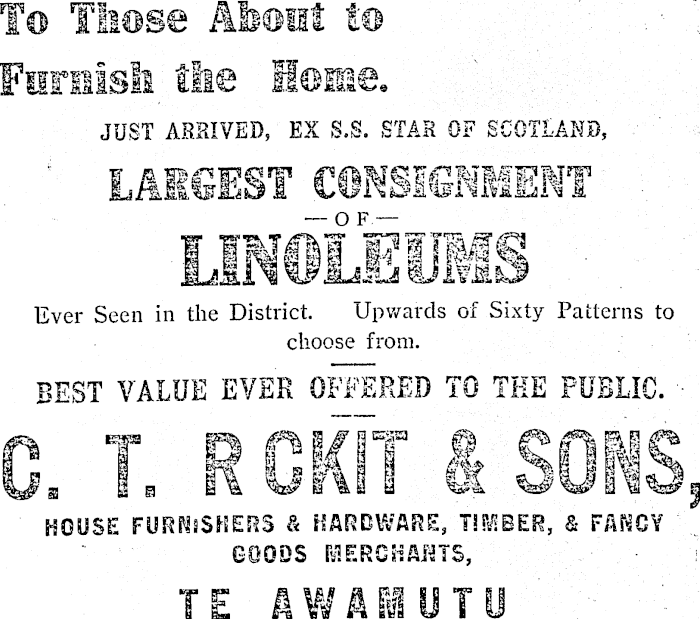 To Those About to
Furnish the Home.
JUST ARRIVED, EX S.S. STAR OF SCOTLAND,
LARGEST CONSIGNMENT
— OF —
LINOLEUMS
Ever Seen in the District. Upwards of Sixty Patterns to
choose from.
BEST VALUE EVER OFFERED TO THE PUBLIC.
C. T. R CKIT & SONS,
HOUSE FURNISHERS & HARDWARE, TIMBER, & FANCY
GOODS MERCHANTS,
TE AWAMUTU